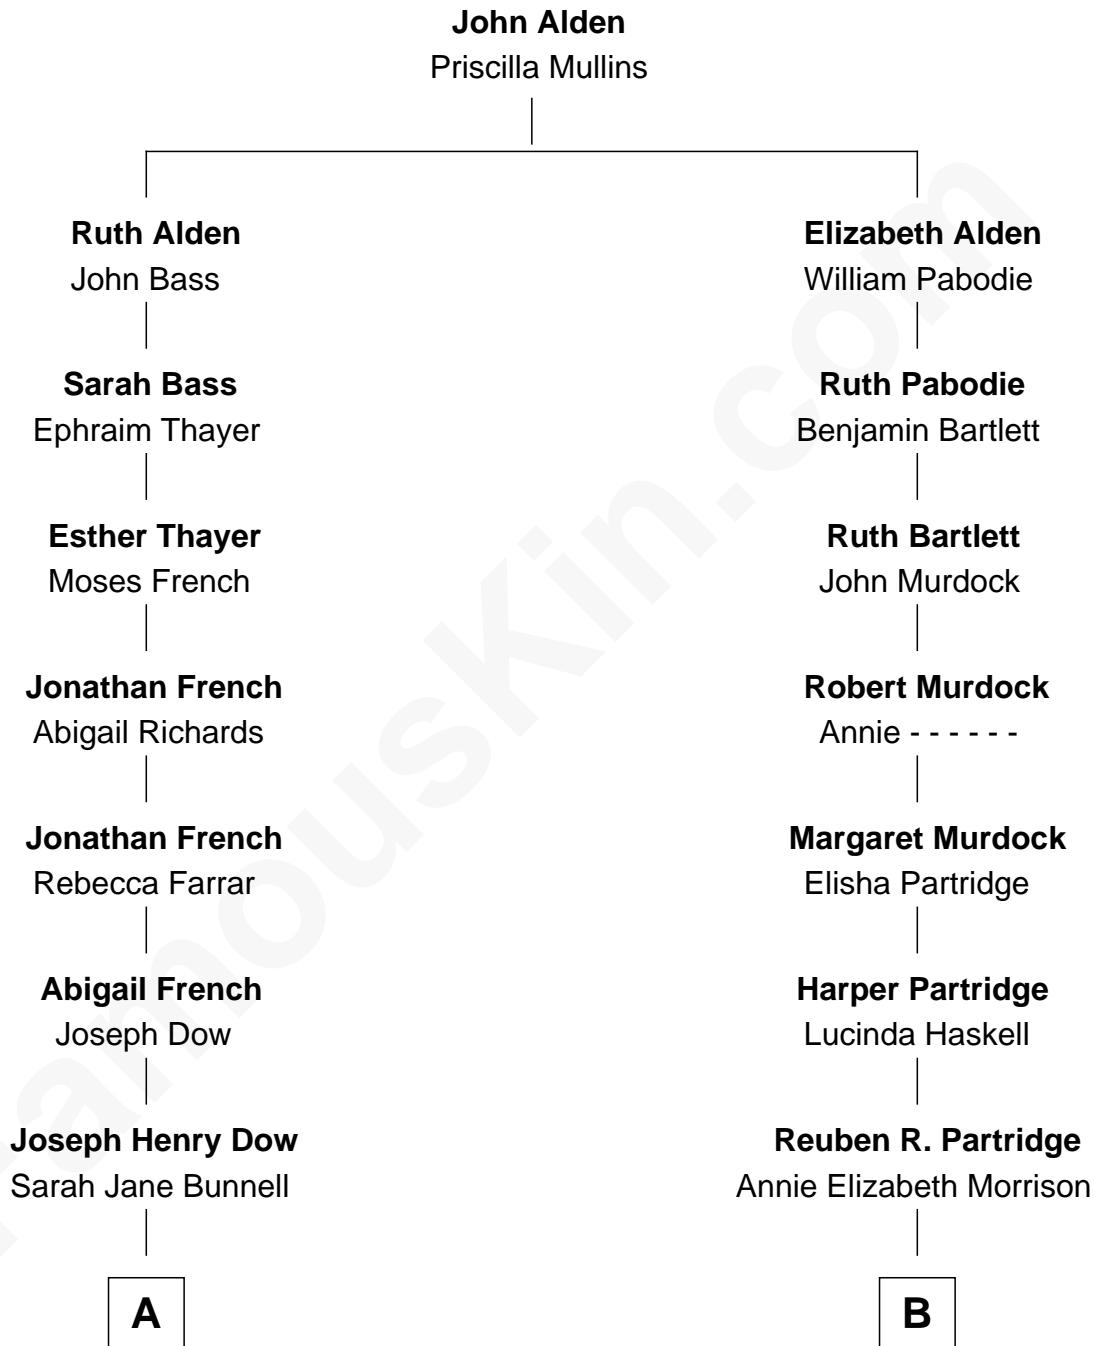 John Alden
Priscilla Mullins
Ruth Alden
John Bass
Elizabeth Alden
William Pabodie
Sarah Bass
Ephraim Thayer
Ruth Pabodie
Benjamin Bartlett
Esther Thayer
Moses French
Ruth Bartlett
John Murdock
Jonathan French
Abigail Richards
Robert Murdock
Annie - - - - - -
Jonathan French
Rebecca Farrar
Margaret Murdock
Elisha Partridge
Abigail French
Joseph Dow
Harper Partridge
Lucinda Haskell
Joseph Henry Dow
Sarah Jane Bunnell
Reuben R. Partridge
Annie Elizabeth Morrison
A
B
FamousKin.com